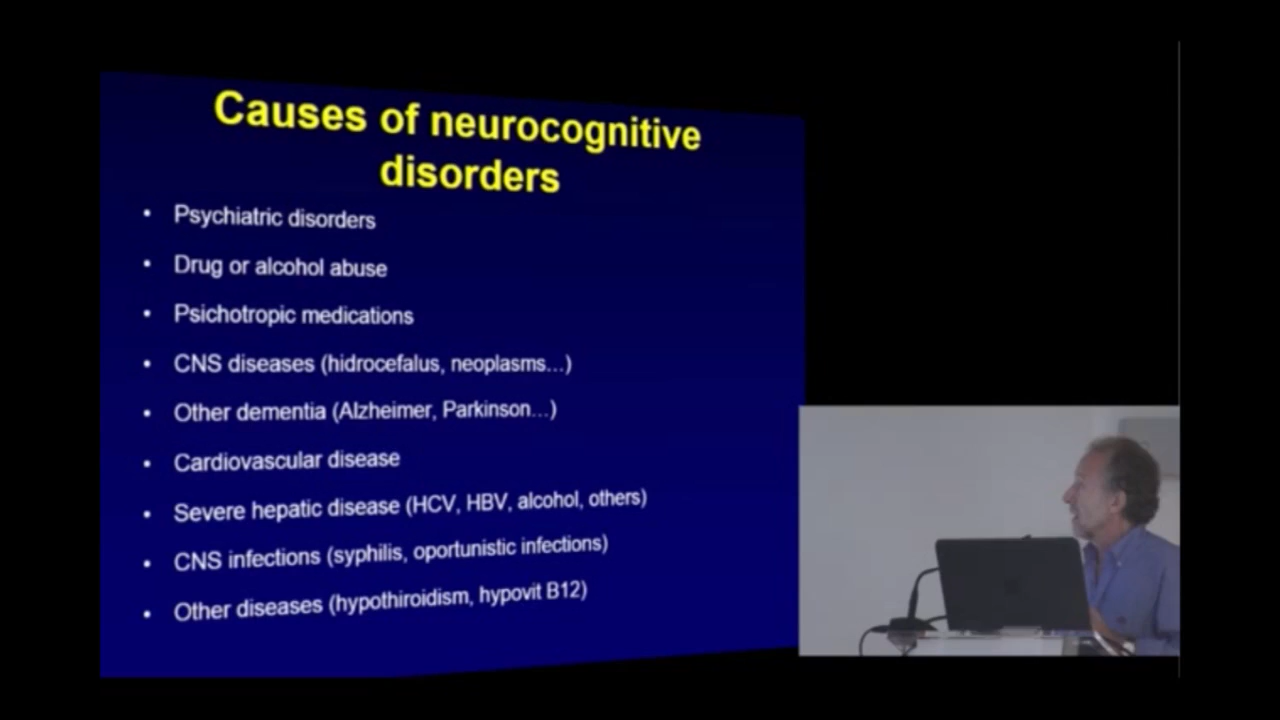 Causes of neurocognitive
disorders
• Psychiatric disorders
• Drug or alcohol abuse
• Psichotropic medications
• CNS diseases (hidrocefalus, neoplasms...)
• Other dementia (Alzheimer, Parkinson...)
• Cardiovascular disease
• Severe hepatic disease (HCV, HBV, alcohol, others)
• CNS infections (syphilis, oportunistic infections)
• Other diseases (hypothiroidism, hypovit B12)